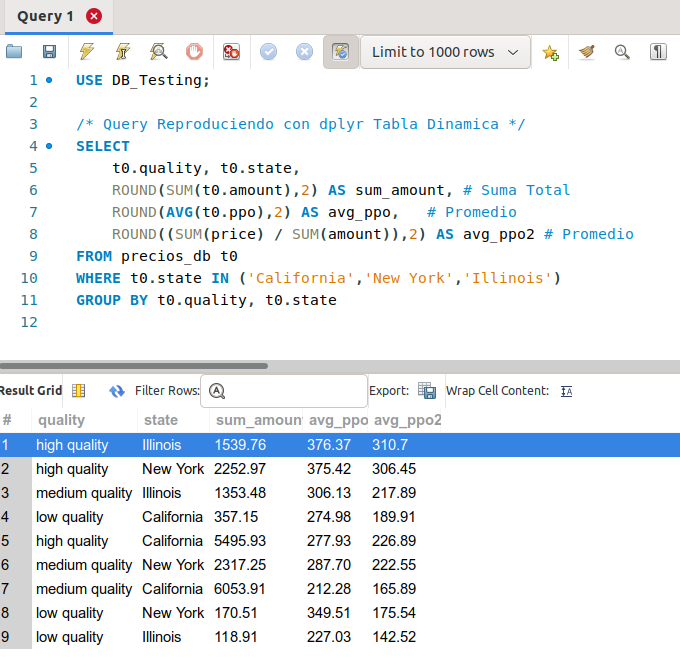 Query 1
Limit to 1000 rows
1 USE DB_Testing;
2
3 /* Query Reproduciendo con dplyr Tabla Dinamica */
4 SELECT
5 t0.quality, t0.state,
6 ROUND(SUM(t0.amount),2) AS sum_amount, # Suma Total
7 ROUND(AVG(t0.ppo),2) AS avg_ppo, # Promedio
8 ROUND((SUM(price) / SUM(amount)),2) AS avg_ppo2 # Promedio
9 FROM precios_db t0
10 WHERE t0.state IN ('California','New York','Illinois')
11 GROUP BY t0.quality, t0.state
12
Result Grid Filter Rows: Export: Wrap Cell Content:
# quality state sum_amoun avg_ppo avg_ppo2
1 high quality Illinois 1539.76 376.37 310.7
2 high quality New York 2252.97 375.42 306.45
3 medium quality Illinois 1353.48 306.13 217.89
4 low quality California 357.15 274.98 189.91
5 high quality California 5495.93 277.93 226.89
6 medium quality New York 2317.25 287.70 222.55
7 medium quality California 6053.91 212.28 165.89
8 low quality New York 170.51 349.51 175.54
9 low quality Illinois 118.91 227.03 142.52